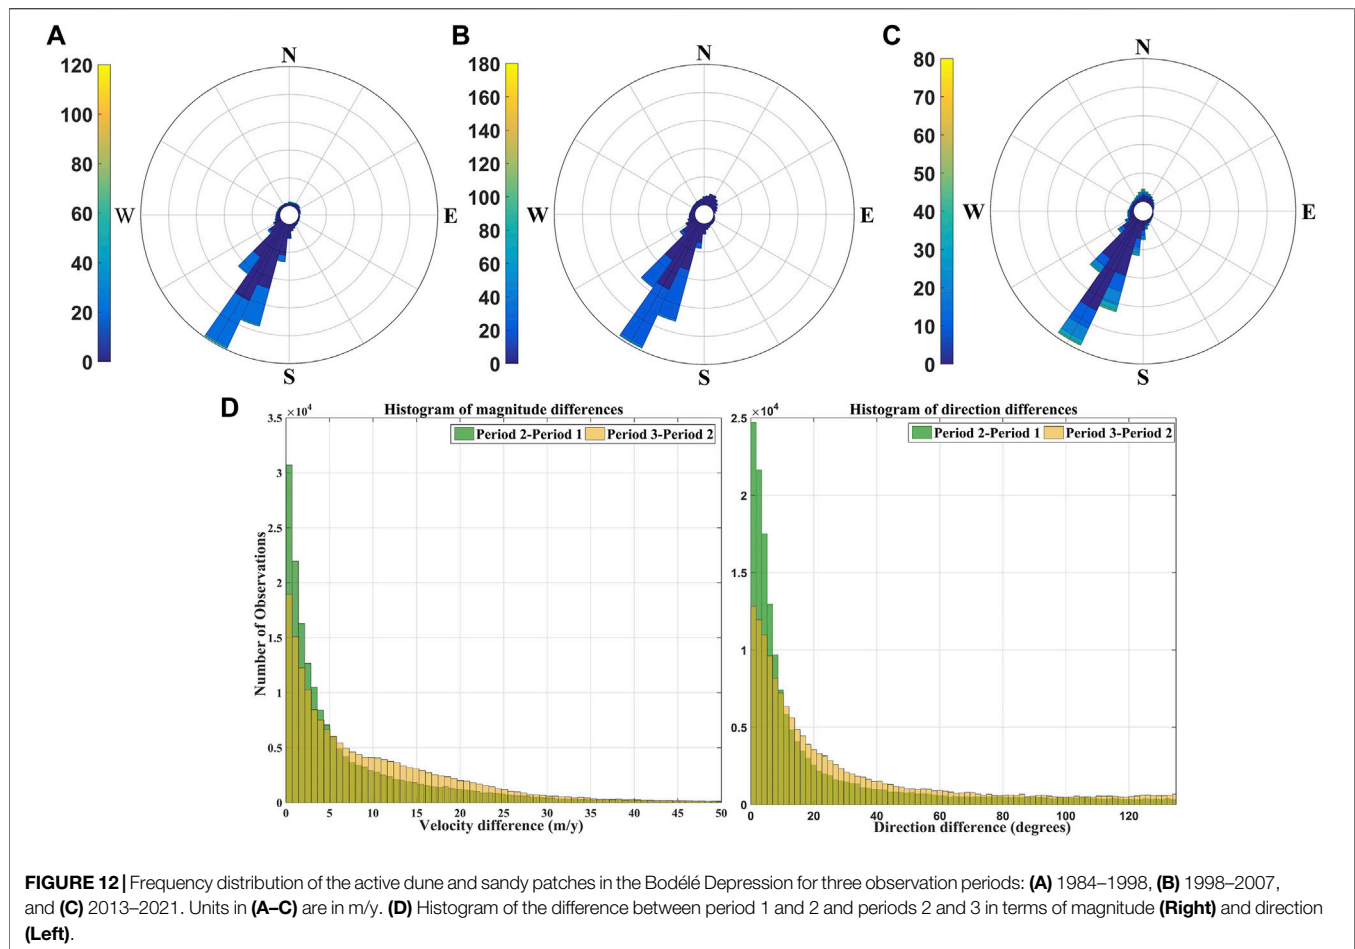 A
120
100
80
60
40
20
0
N
W
E
S
B
180
160
140
120
100
80
60
40
20
0
N
W
E
S
C
80
70
60
50
40
30
20
10
0
N
W
E
S
D
Histogram of magnitude differences
×10⁴
Period 2-Period 1 Period 3-Period 2
3.5
3
2.5
2
1.5
1
0.5
0
Number of Observations
0 5 10 15 20 25 30 35 40 45 50
Velocity difference (m/y)
Histogram of direction differences
×10⁴
Period 2-Period 1 Period 3-Period 2
2.5
2
1.5
1
0.5
0
0 20 40 60 80 100 120
Direction difference (degrees)
FIGURE 12 | Frequency distribution of the active dune and sandy patches in the Bodélé Depression for three observation periods: (A) 1984–1998, (B) 1998–2007,
and (C) 2013–2021. Units in (A–C) are in m/y. (D) Histogram of the difference between period 1 and 2 and periods 2 and 3 in terms of magnitude (Right) and direction
(Left).